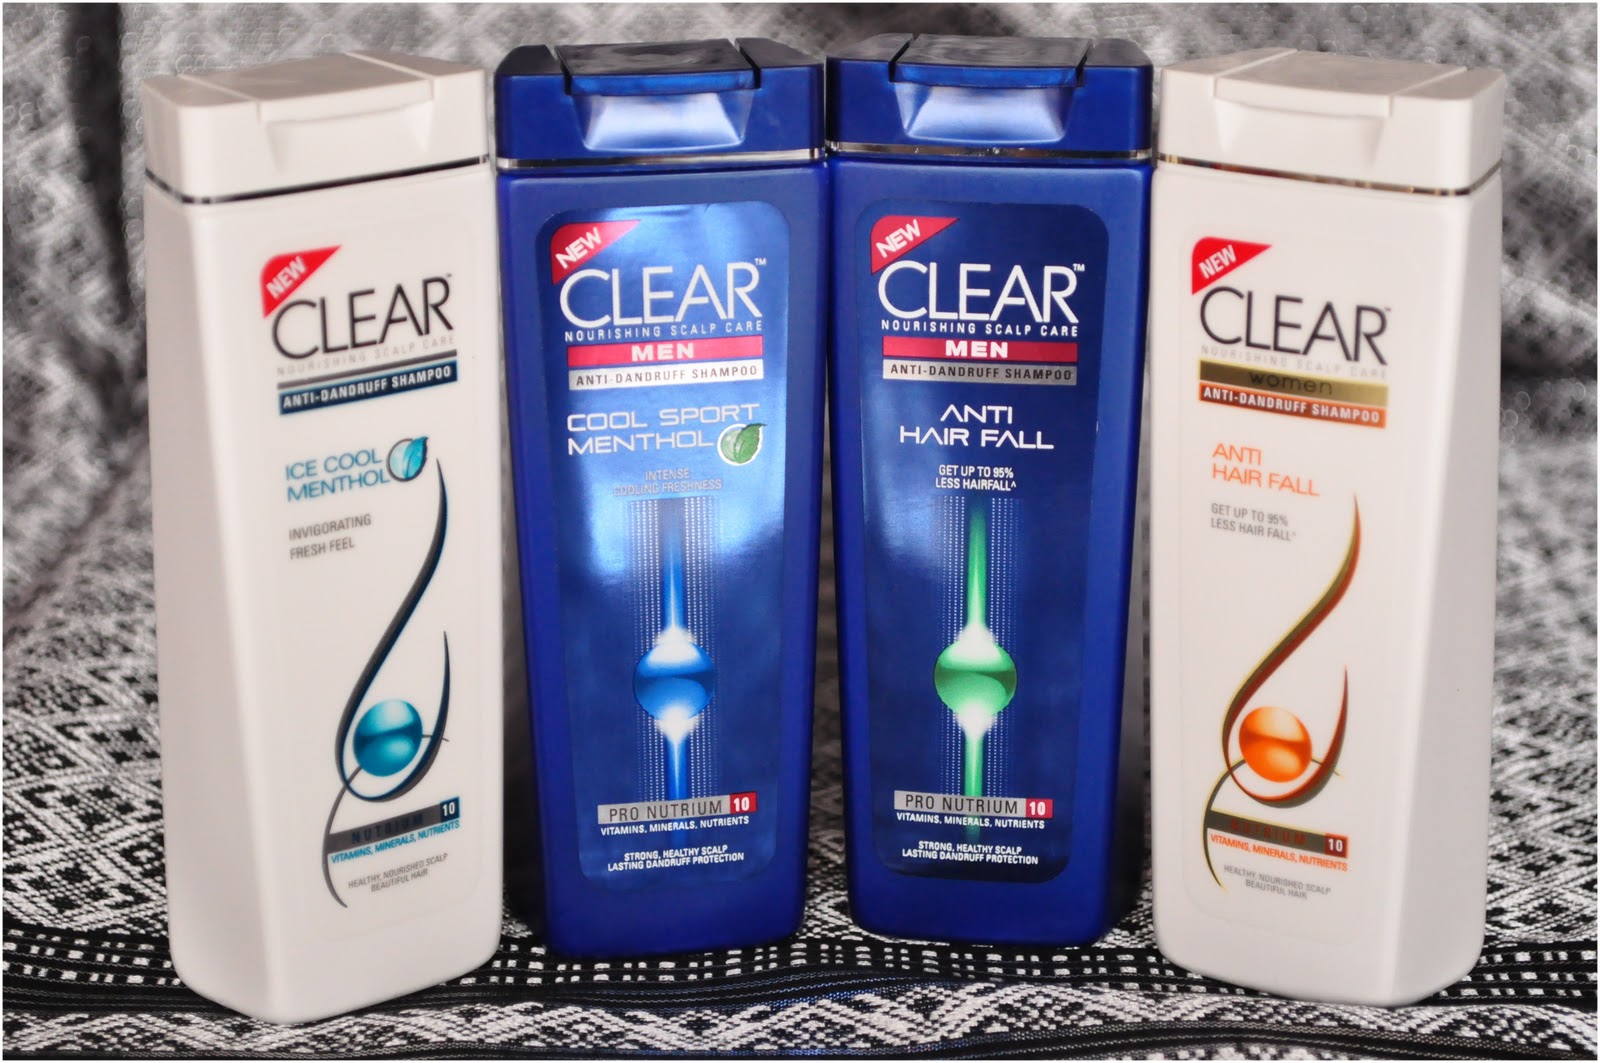 NEW
CLEAR™
NOURISHING SCALP CARE
ANTI-DANDRUFF SHAMPOO
ICE COOL
MENTHOL
INVIGORATING
FRESH FEEL
NUTRIUM 10
VITAMINS, MINERALS, NUTRIENTS
HEALTHY, NOURISHED SCALP
BEAUTIFUL HAIR
NEW
CLEAR™
NOURISHING SCALP CARE
MEN
ANTI-DANDRUFF SHAMPOO
COOL SPORT
MENTHOL
INTENSE
COOLING FRESHNESS
PRO NUTRIUM 10
VITAMINS, MINERALS, NUTRIENTS
STRONG, HEALTHY SCALP
LASTING DANDRUFF PROTECTION
NEW
CLEAR™
NOURISHING SCALP CARE
MEN
ANTI-DANDRUFF SHAMPOO
ANTI
HAIR FALL
GET UP TO 95%
LESS HAIRFALL^
PRO NUTRIUM 10
VITAMINS, MINERALS, NUTRIENTS
STRONG, HEALTHY SCALP
LASTING DANDRUFF PROTECTION
NEW
CLEAR™
NOURISHING SCALP CARE
women
ANTI-DANDRUFF SHAMPOO
ANTI
HAIR FALL
GET UP TO 95%
LESS HAIR FALL^
NUTRIUM 10
VITAMINS, MINERALS, NUTRIENTS
HEALTHY, NOURISHED SCALP
BEAUTIFUL HAIR